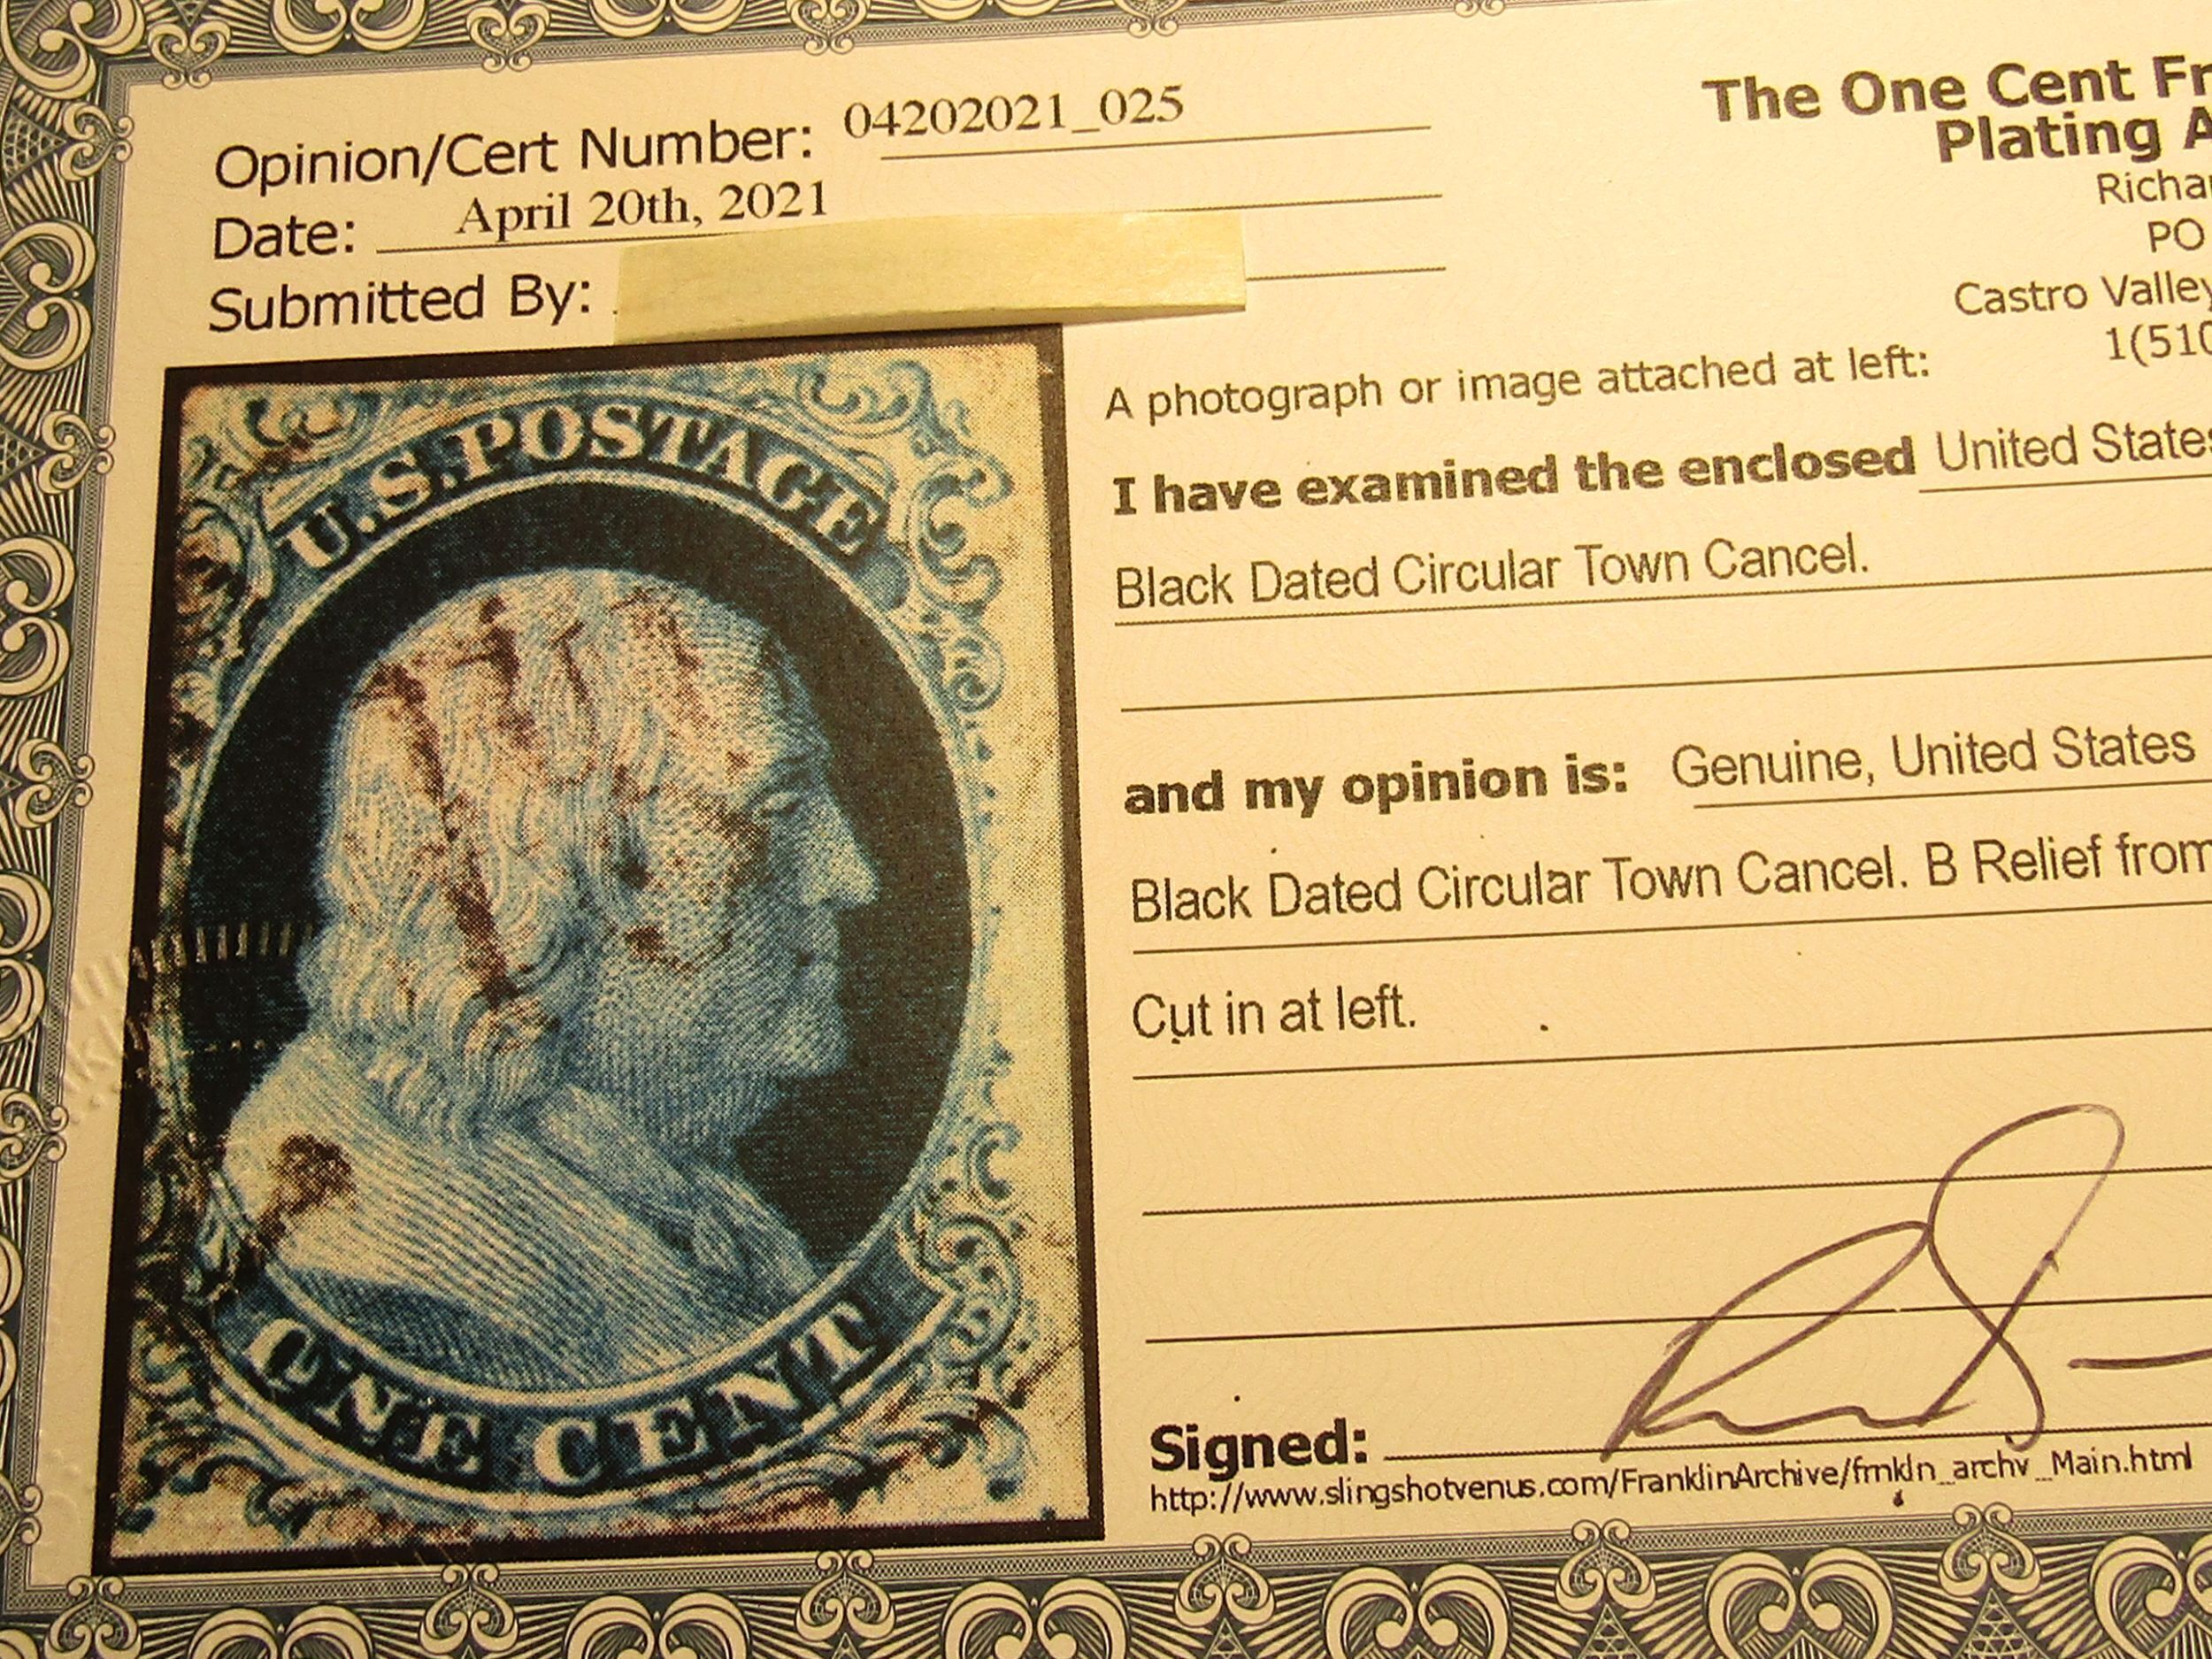 Opinion/Cert Number: 04202021_025
Date: April 20th, 2021
Submitted By:
The One Cent Fr
Plating A
Richa
PO
Castro Valley
1(510
A photograph or image attached at left:
I have examined the enclosed United States
Black Dated Circular Town Cancel.
and my opinion is: Genuine, United States
Black Dated Circular Town Cancel. B Relief from
Cut in at left.
Signed:
http://www.slingshotvenus.com/FranklinArchive/frnkln_archv_Main.html
U.S.POSTAGE
ONE CENT